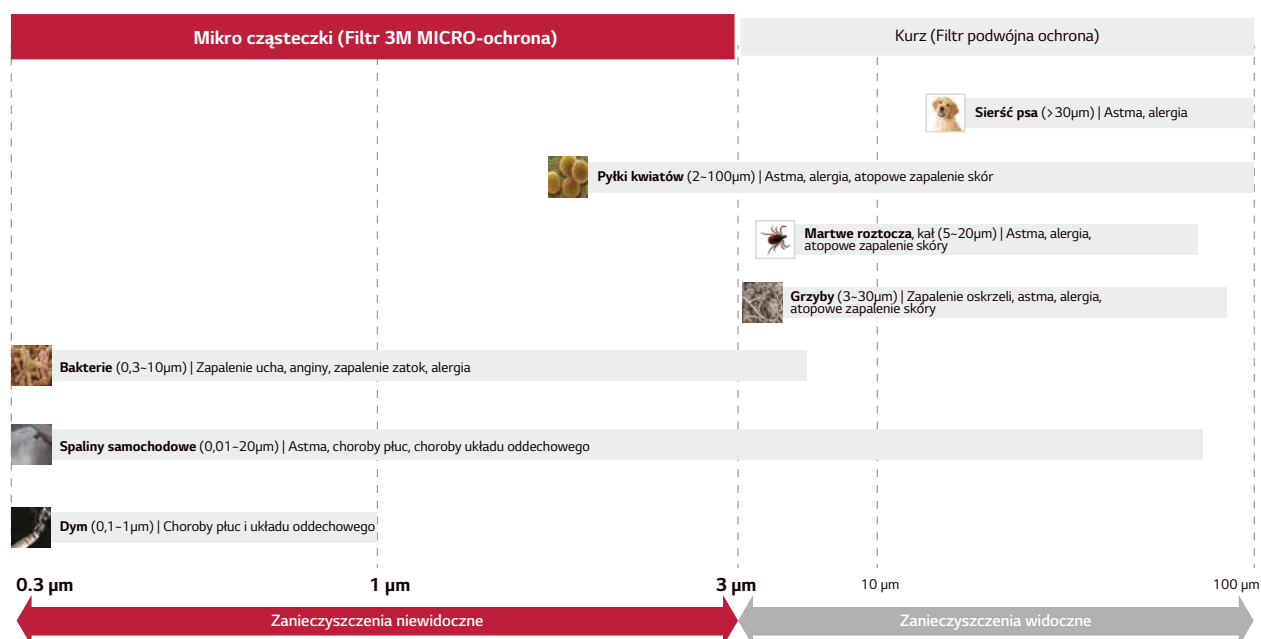 Mikro cząsteczki (Filtr 3M MICRO-ochrona)
Kurz (Filtr podwójna ochrona)
Sierść psa (>30μm) | Astma, alergia
Pyłki kwiatów (2~100μm) | Astma, alergia, atopowe zapalenie skór
Martwe roztocza, kał (5~20μm) | Astma, alergia,
atopowe zapalenie skóry
Grzyby (3~30μm) | Zapalenie oskrzeli, astma, alergia,
atopowe zapalenie skóry
Bakterie (0,3~10μm) | Zapalenie ucha, anginy, zapalenie zatok, alergia
Spaliny samochodowe (0,01~20μm) | Astma, choroby płuc, choroby układu oddechowego
Dym (0,1~1μm) | Choroby płuc i układu oddechowego
0.3 μm
1 μm
3 μm
10 μm
100 μm
Zanieczyszczenia niewidoczne
Zanieczyszczenia widoczne